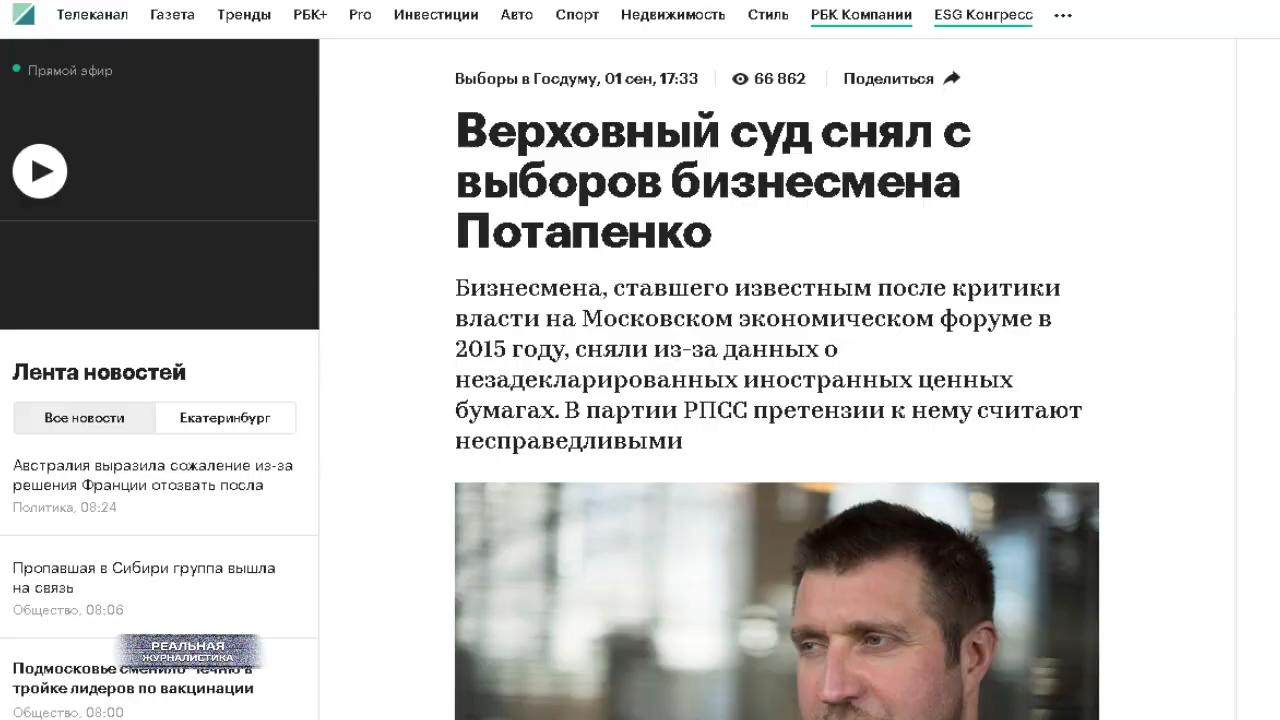 Телеканал Газета Тренды РБК+ Pro Инвестиции Авто Спорт Недвижимость Стиль РБК Компании ESG Конгресс
Прямой эфир
Выборы в Госдуму, 01 сен, 17:33 66 862 Поделиться
Верховный суд снял с
выборов бизнесмена
Потапенко
Бизнесмена, ставшего известным после критики
власти на Московском экономическом форуме в
2015 году, сняли из-за данных о
незадекларированных иностранных ценных
бумагах. В партии РПСС претензии к нему считают
несправедливыми
Лента новостей
Все новости Екатеринбург
Австралия выразила сожаление из-за
решения Франции отозвать посла
Политика, 08:24
Пропавшая в Сибири группа вышла
на связь
Общество, 08:06
РЕАЛЬНАЯ
ЖУРНАЛИСТИКА
Подмосковье сменило Чечню в
тройке лидеров по вакцинации
Общество, 08:00